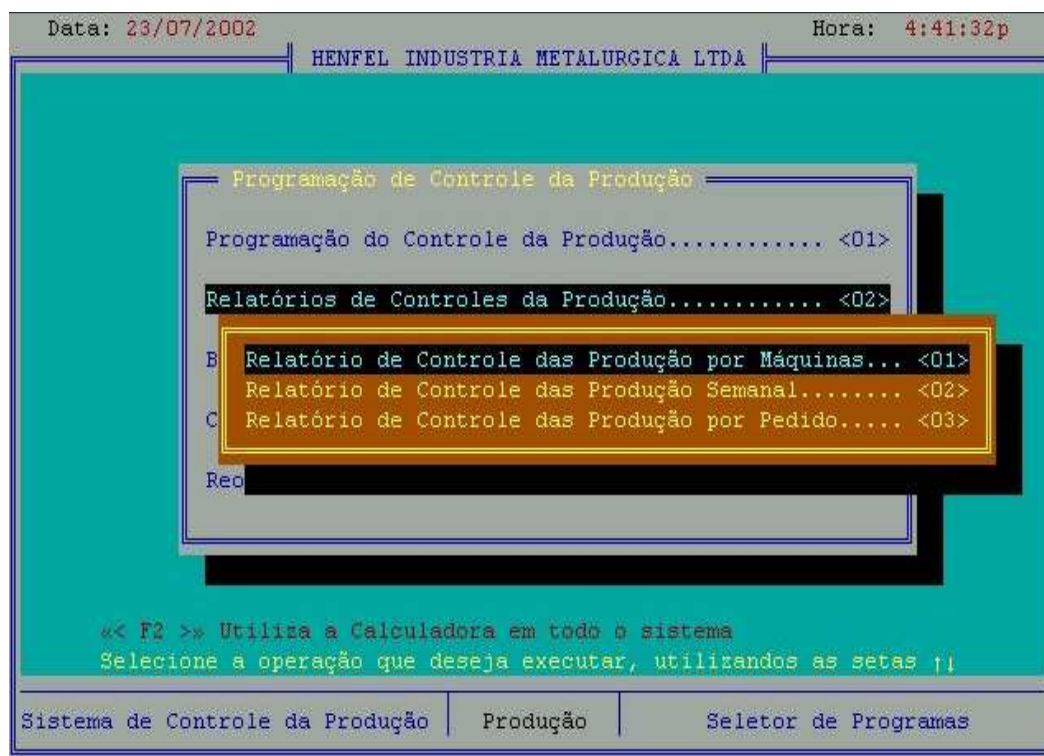 Data: 23/07/2002 Hora: 4:41:32p
HENFEL INDUSTRIA METALURGICA LTDA
Programação de Controle da Produção
Programação do Controle da Produção............ <01>
Relatórios de Controles da Produção............ <02>
B
Relatório de Controle das Produção por Máquinas... <01>
Relatório de Controle das Produção Semanal........ <02>
C
Relatório de Controle das Produção por Pedido..... <03>
Reo
«< F2 >» Utiliza a Calculadora em todo o sistema
Selecione a operação que deseja executar, utilizandos as setas ↑↓
Sistema de Controle da Produção Produção Seletor de Programas